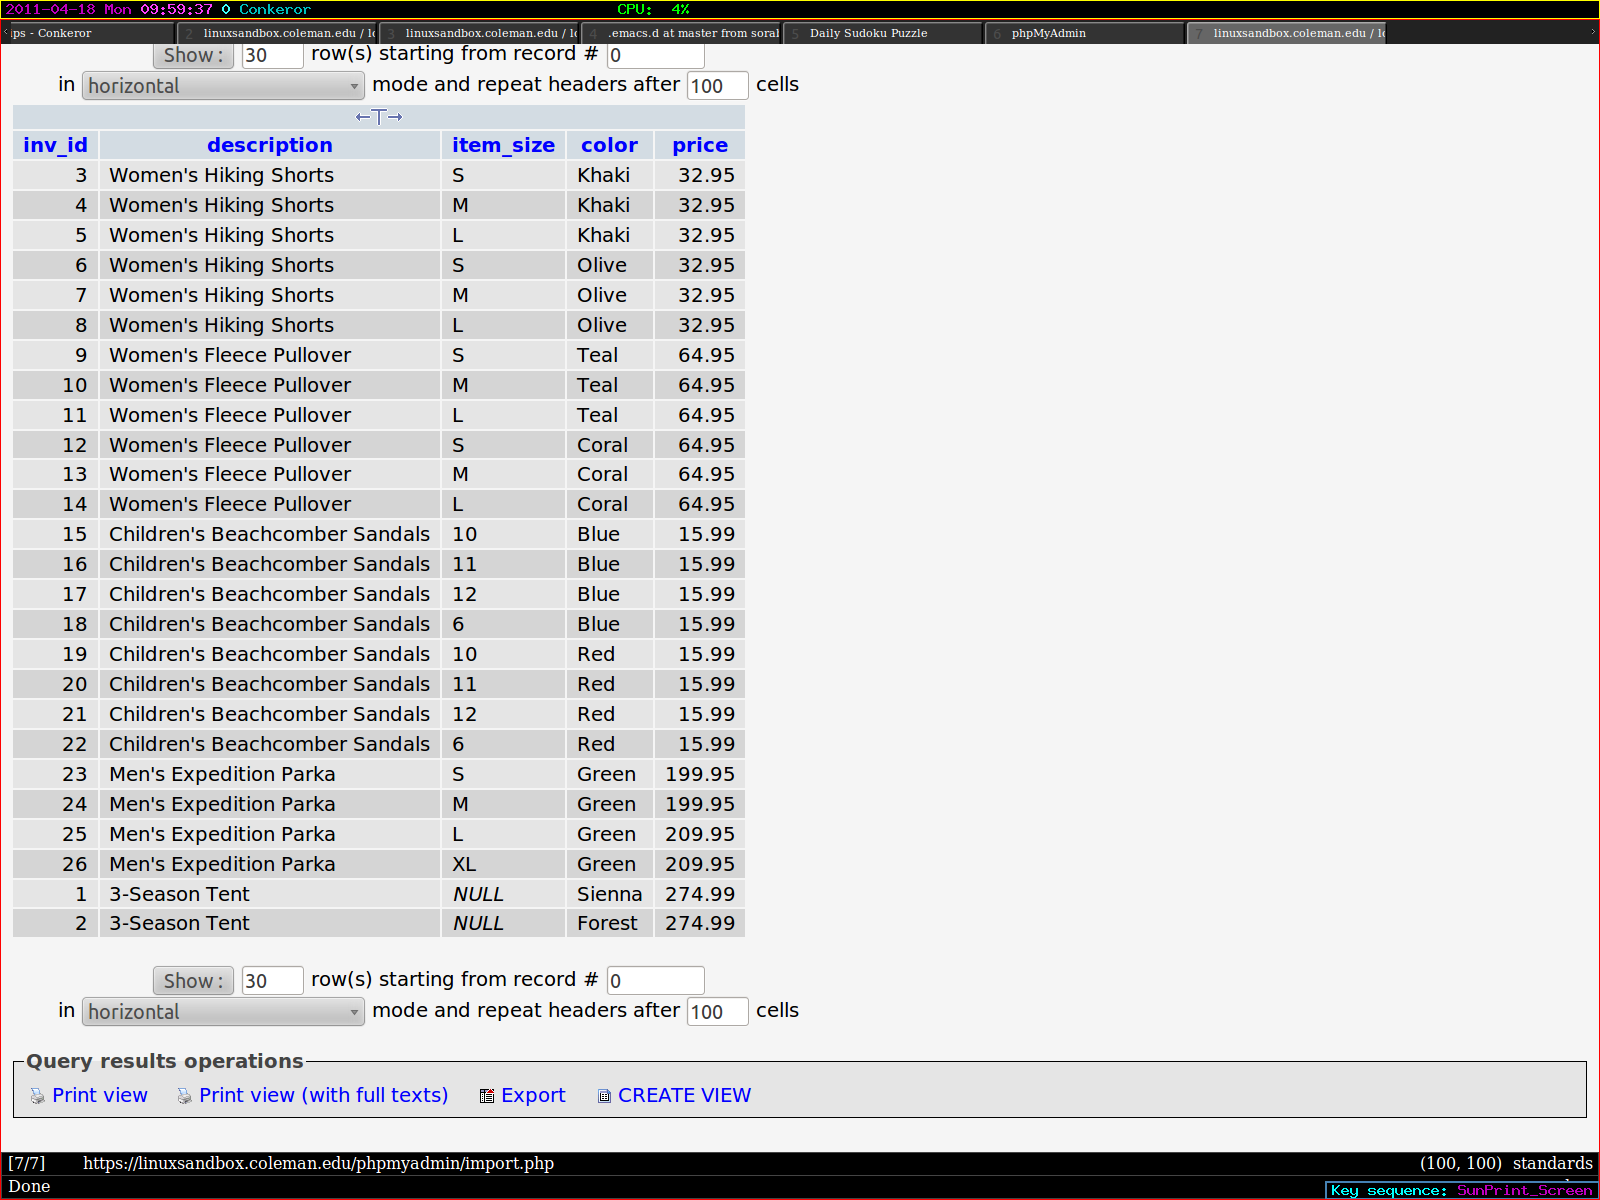 2011-04-18 Mon 09:59:37 0 Conkeror CPU: 4%
ips - Conkeror 2 linuxsandbox.coleman.edu / lo 3 linuxsandbox.coleman.edu / lo 4 .emacs.d at master from soral 5 Daily Sudoku Puzzle 6 phpMyAdmin 7 linuxsandbox.coleman.edu / lo
Show : 30 row(s) starting from record # 0
in horizontal mode and repeat headers after 100 cells
←T→
inv_id description item_size color price
3 Women's Hiking Shorts S Khaki 32.95
4 Women's Hiking Shorts M Khaki 32.95
5 Women's Hiking Shorts L Khaki 32.95
6 Women's Hiking Shorts S Olive 32.95
7 Women's Hiking Shorts M Olive 32.95
8 Women's Hiking Shorts L Olive 32.95
9 Women's Fleece Pullover S Teal 64.95
10 Women's Fleece Pullover M Teal 64.95
11 Women's Fleece Pullover L Teal 64.95
12 Women's Fleece Pullover S Coral 64.95
13 Women's Fleece Pullover M Coral 64.95
14 Women's Fleece Pullover L Coral 64.95
15 Children's Beachcomber Sandals 10 Blue 15.99
16 Children's Beachcomber Sandals 11 Blue 15.99
17 Children's Beachcomber Sandals 12 Blue 15.99
18 Children's Beachcomber Sandals 6 Blue 15.99
19 Children's Beachcomber Sandals 10 Red 15.99
20 Children's Beachcomber Sandals 11 Red 15.99
21 Children's Beachcomber Sandals 12 Red 15.99
22 Children's Beachcomber Sandals 6 Red 15.99
23 Men's Expedition Parka S Green 199.95
24 Men's Expedition Parka M Green 199.95
25 Men's Expedition Parka L Green 209.95
26 Men's Expedition Parka XL Green 209.95
1 3-Season Tent NULL Sienna 274.99
2 3-Season Tent NULL Forest 274.99
Show : 30 row(s) starting from record # 0
in horizontal mode and repeat headers after 100 cells
Query results operations
Print view Print view (with full texts) Export CREATE VIEW
[7/7] https://linuxsandbox.coleman.edu/phpmyadmin/import.php (100, 100) standards
Done
Key sequence: SunPrint_Screen